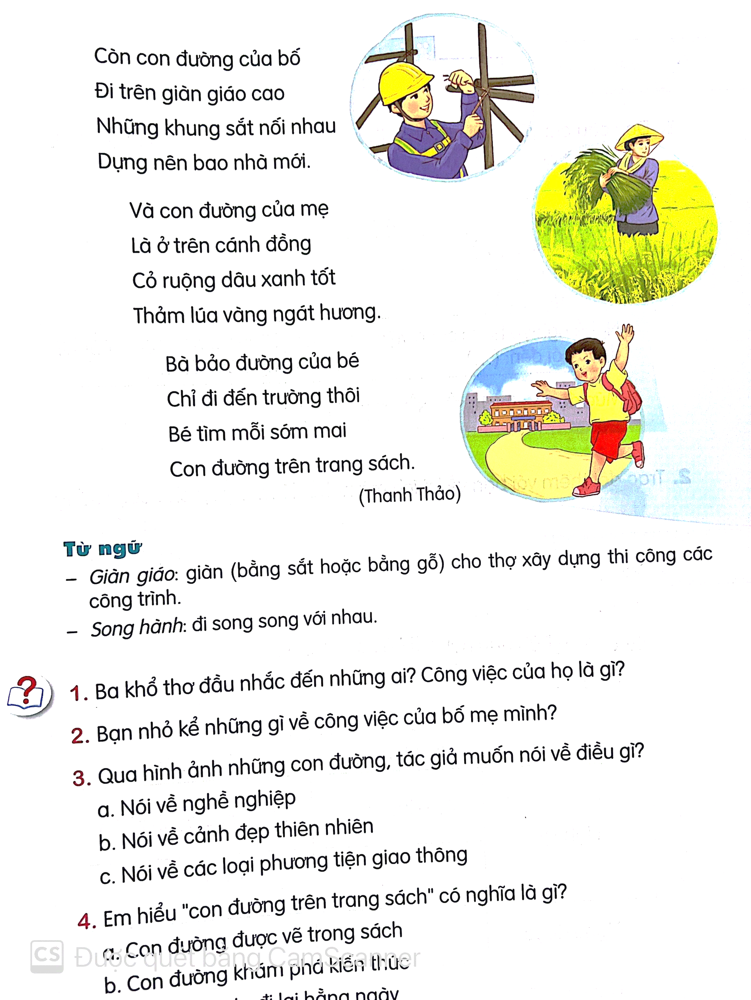 Còn con đường của bố
Đi trên giàn giáo cao
Những khung sắt nối nhau
Dựng nên bao nhà mới.
Và con đường của mẹ
Là ở trên cánh đồng
Cỏ ruộng dâu xanh tốt
Thảm lúa vàng ngát hương.
Bà bảo đường của bé
Chỉ đi đến trường thôi
Bé tìm mỗi sớm mai
Con đường trên trang sách.
(Thanh Thảo)
Từ ngữ
– Giàn giáo: giàn (bằng sắt hoặc bằng gỗ) cho thợ xây dựng thi công các
công trình.
– Song hành: đi song song với nhau.
1. Ba khổ thơ đầu nhắc đến những ai? Công việc của họ là gì?
2. Bạn nhỏ kể những gì về công việc của bố mẹ mình?
3. Qua hình ảnh những con đường, tác giả muốn nói về điều gì?
a. Nói về nghề nghiệp
b. Nói về cảnh đẹp thiên nhiên
c. Nói về các loại phương tiện giao thông
4. Em hiểu "con đường trên trang sách" có nghĩa là gì?
a. Con đường được vẽ trong sách
CS Được quét bằng CamScanner
b. Con đường khám phá kiến thức
đi lại hằng ngày